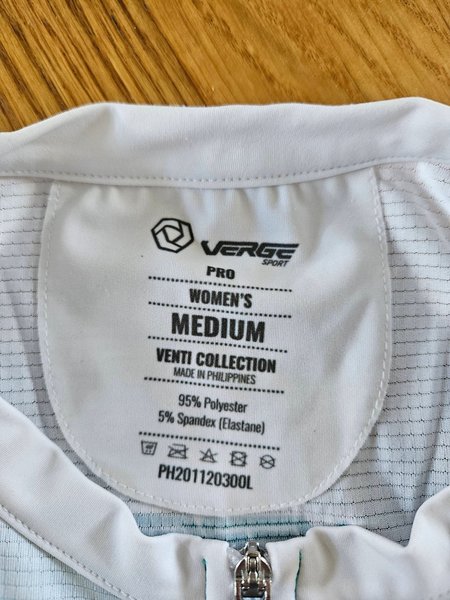 VERGE
SPORT
PRO
WOMEN'S
MEDIUM
VENTI COLLECTION
MADE IN PHILIPPINES
95% Polyester
5% Spandex (Elastane)
PH201120300L